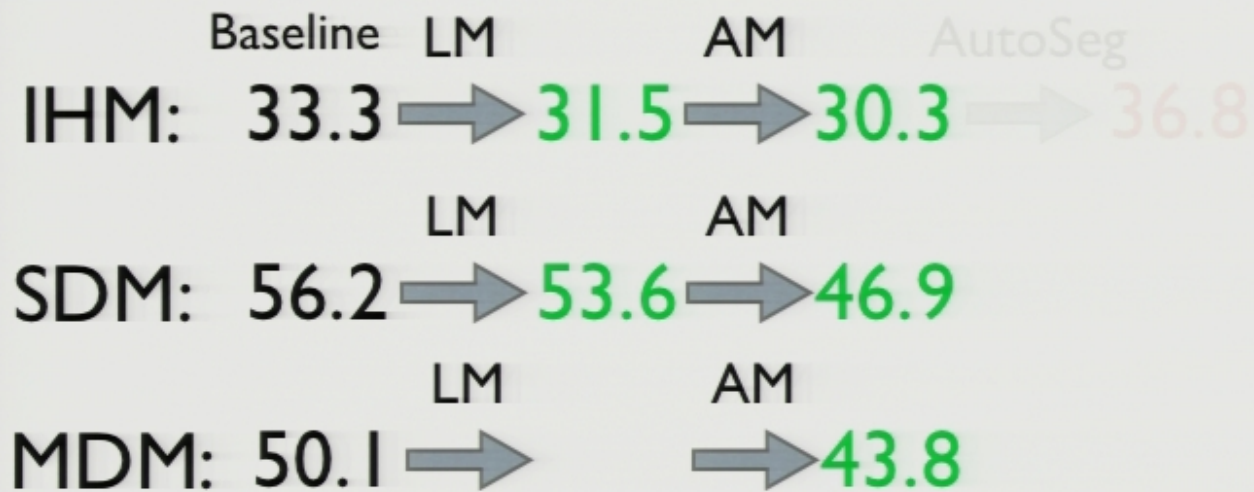 Baseline LM AM AutoSeg
IHM: 33.3 31.5 30.3 36.8
LM AM
SDM: 56.2 53.6 46.9
LM AM
MDM: 50.1 43.8